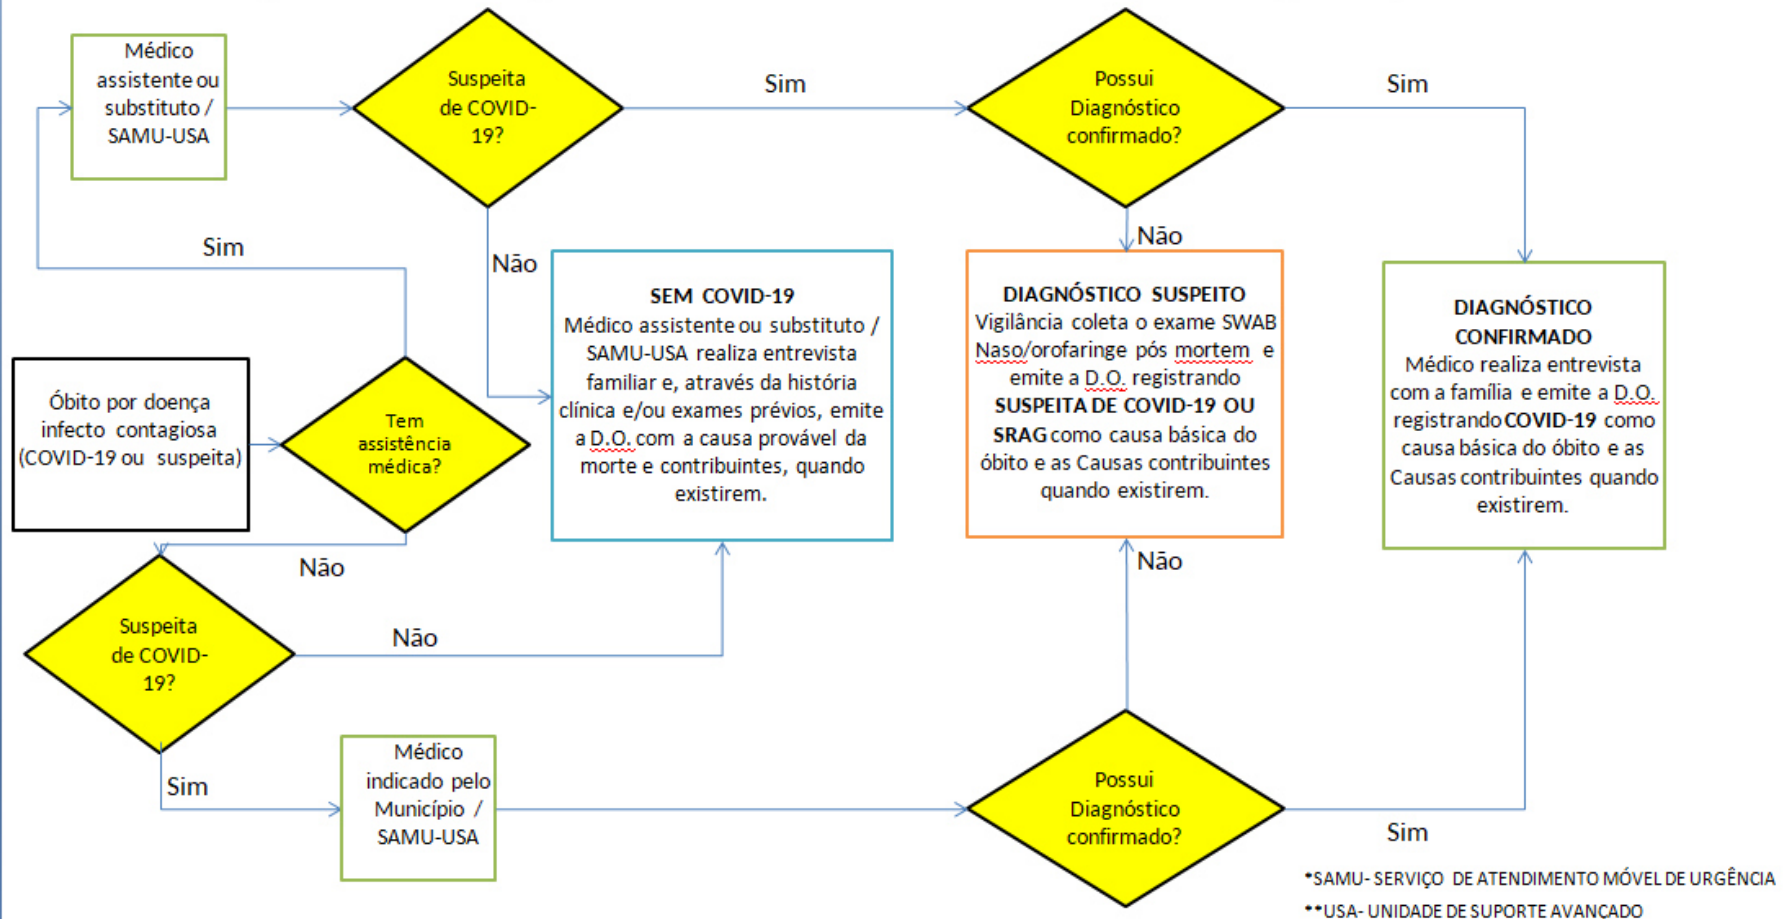 Médico
assistente ou
substituto /
SAMU-USA
Suspeita
de COVID-
19?
Sim
Possui
Diagnóstico
confirmado?
Sim
Sim
Não
Não
SEM COVID-19
Médico assistente ou substituto /
SAMU-USA realiza entrevista
familiar e, através da história
clínica e/ou exames prévios, emite
a D.O. com a causa provável da
morte e contribuintes, quando
existirem.
DIAGNÓSTICO SUSPEITO
Vigilância coleta o exame SWAB
Naso/orofaringe pós mortem e
emite a D.O. registrando
SUSPEITA DE COVID-19 OU
SRAG como causa básica do
óbito e as Causas contribuintes
quando existirem.
DIAGNÓSTICO
CONFIRMADO
Médico realiza entrevista
com a família e emite a D.O.
registrando COVID-19 como
causa básica do óbito e as
Causas contribuintes quando
existirem.
Óbito por doença
infecto contagiosa
(COVID-19 ou suspeita)
Tem
assistência
médica?
Não
Não
Suspeita
de COVID-
19?
Não
Sim
Médico
indicado pelo
Município /
SAMU-USA
Possui
Diagnóstico
confirmado?
Sim
*SAMU- SERVIÇO DE ATENDIMENTO MÓVEL DE URGÊNCIA
**USA- UNIDADE DE SUPORTE AVANÇADO